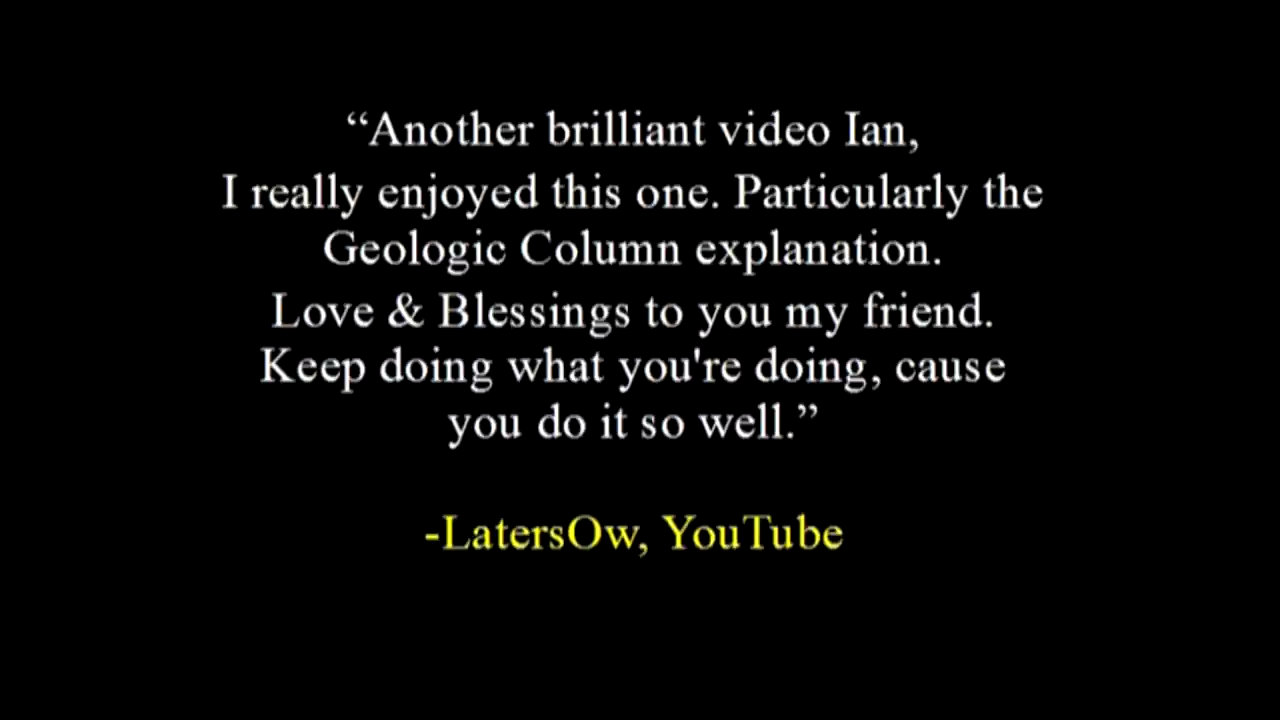 “Another brilliant video Ian,
I really enjoyed this one. Particularly the
Geologic Column explanation.
Love & Blessings to you my friend.
Keep doing what you're doing, cause
you do it so well.”
-LatersOw, YouTube